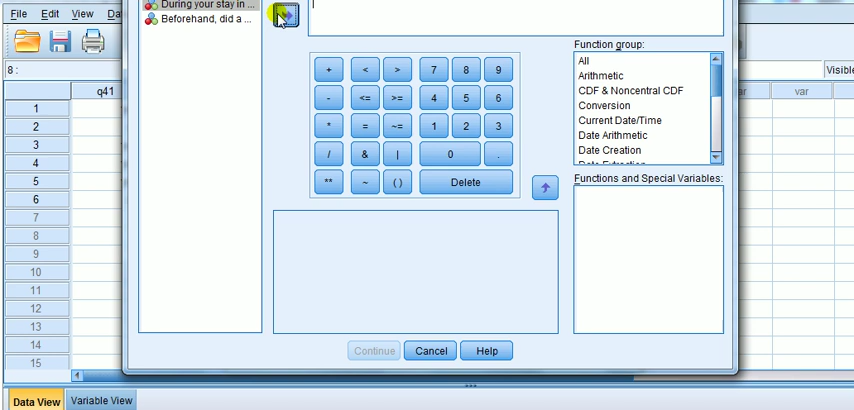 File Edit View Da
During your stay in ...
Beforehand, did a ...
8 :
Visible
q41
var
1
2
3
4
5
6
7
8
9
10
11
12
13
14
15
+ < > 7 8 9
- <= >= 4 5 6
* = ~= 1 2 3
/ & | 0 .
** ~ ( ) Delete
Function group:
All
Arithmetic
CDF & Noncentral CDF
Conversion
Current Date/Time
Date Arithmetic
Date Creation
Date Extraction
Functions and Special Variables:
Continue Cancel Help
Data View Variable View